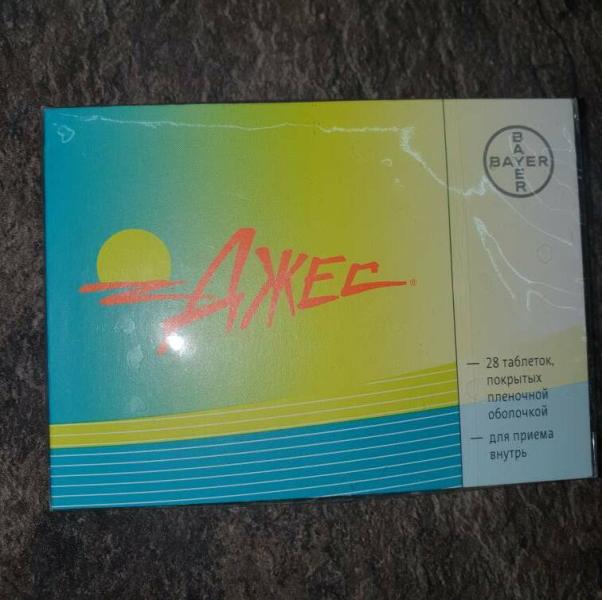 BAYER
BAYER
Джес®
28 таблеток,
покрытых
пленочной
оболочкой
для приема
внутрь